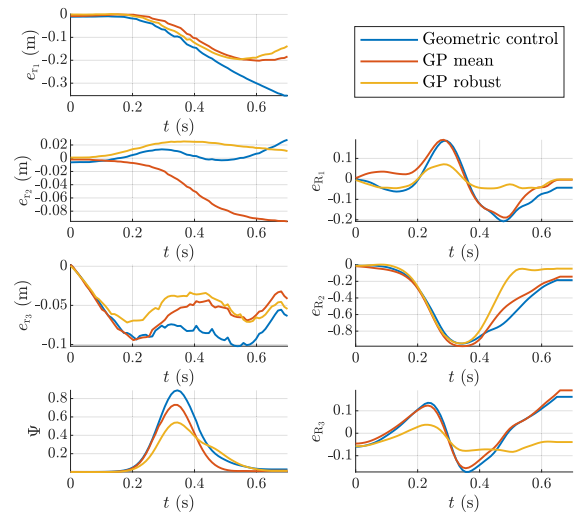 0
−0.1
−0.2
−0.3
e_{r_1} (m)
0 0.2 0.4 0.6
t (s)
Geometric control
GP mean
GP robust
0.02
0
−0.02
−0.04
−0.06
−0.08
e_{r_2} (m)
0 0.2 0.4 0.6
t (s)
0.1
0
−0.1
−0.2
e_{R_1}
0 0.2 0.4 0.6
t (s)
0
−0.05
−0.1
e_{r_3} (m)
0 0.2 0.4 0.6
t (s)
0
−0.2
−0.4
−0.6
−0.8
e_{R_2}
0 0.2 0.4 0.6
t (s)
0.8
0.6
0.4
0.2
Ψ
0 0.2 0.4 0.6
t (s)
0.1
0
−0.1
e_{R_3}
0 0.2 0.4 0.6
t (s)